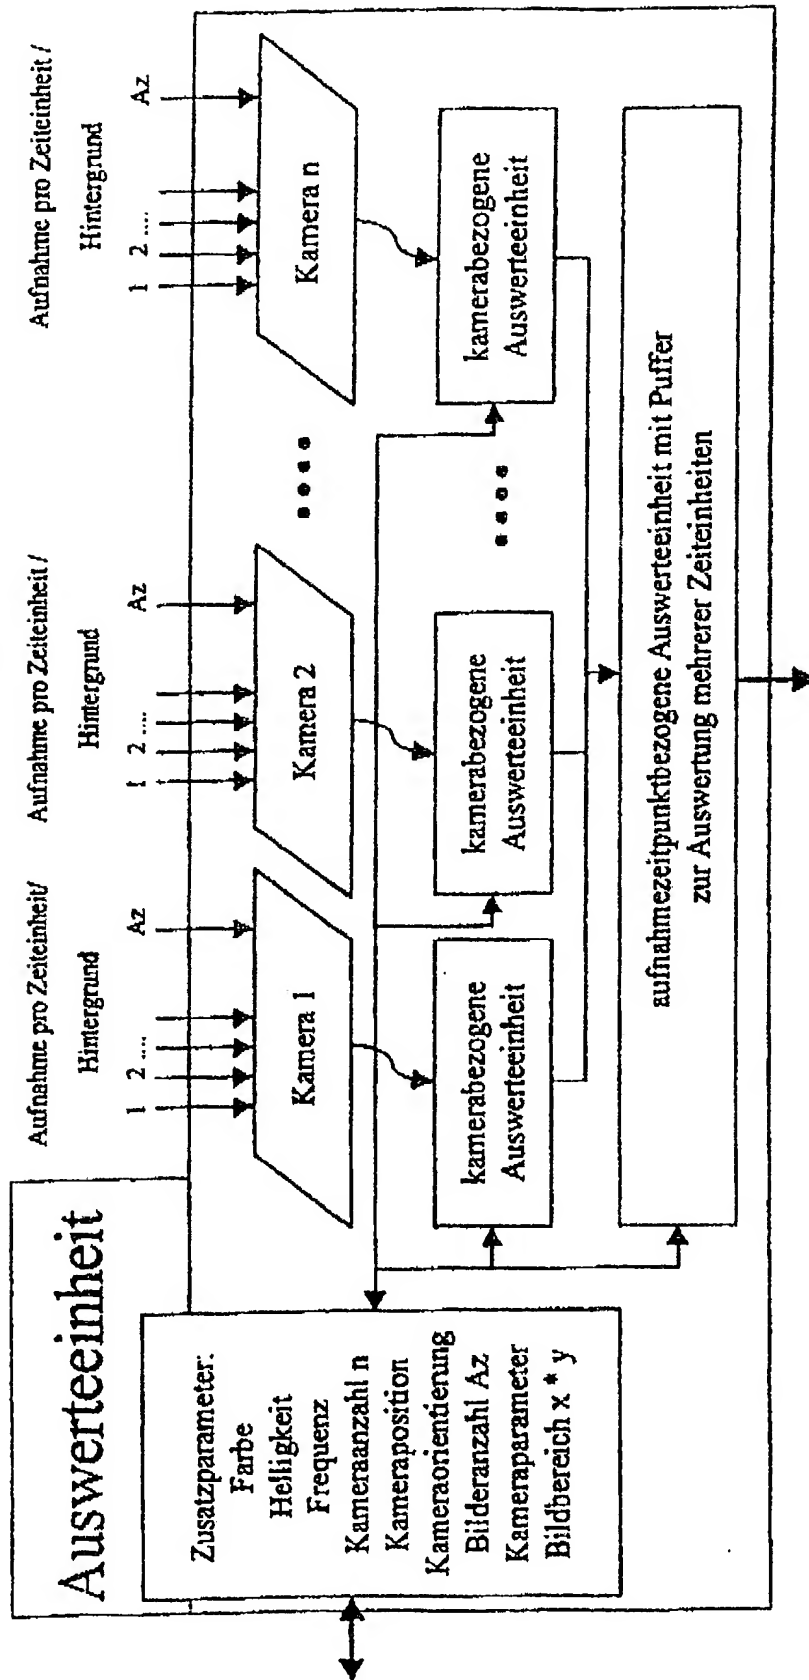 Auswerteeinheit
Zusatzparameter:
Farbe
Helligkeit
Frequenz
Kameraanzahl n
Kameraposition
Kameraorientierung
Bilderanzahl Az
Kameraparameter
Bildbereich x * y
Aufnahme pro Zeiteinheit/
Hintergrund
1 2 .... Az
Kamera 1
kamerabezogene
Auswerteeinheit
Aufnahme pro Zeiteinheit /
Hintergrund
1 2 .... Az
Kamera 2
kamerabezogene
Auswerteeinheit
Aufnahme pro Zeiteinheit /
Hintergrund
1 2 ..... Az
Kamera n
kamerabezogene
Auswerteeinheit
aufnahmezeitpunktbezogene Auswerteeinheit mit Puffer
zur Auswertung mehrerer Zeiteinheiten